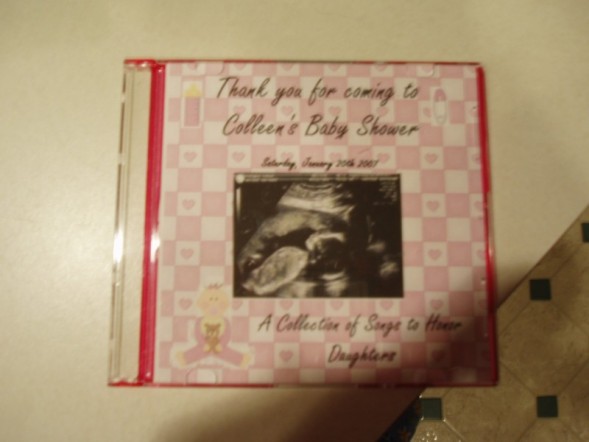 Thank you for coming to
Colleen's Baby Shower
Saturday, January 20th 2007
A Collection of Songs to Honor
Daughters